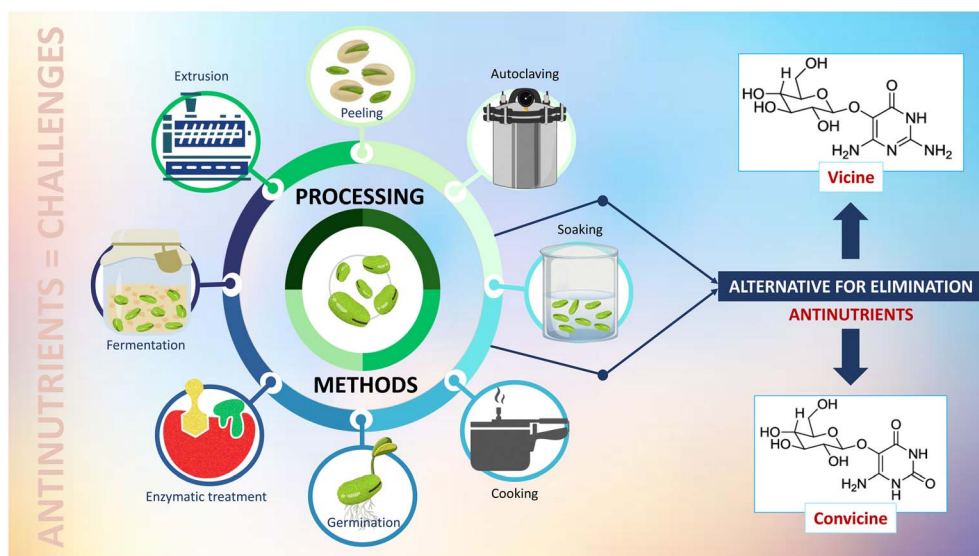 ANTINUTRIENTS = CHALLENGES
Extrusion
Peeling
Autoclaving
PROCESSING
METHODS
Soaking
Fermentation
Enzymatic treatment
Germination
Cooking
OH
HO
H
O
HO
OH
O
O
NH
H₂N
N
NH₂
Vicine
ALTERNATIVE FOR ELIMINATION
ANTINUTRIENTS
OH
HO
H
O
HO
OH
O
O
NH
H₂N
N
H
O
Convicine